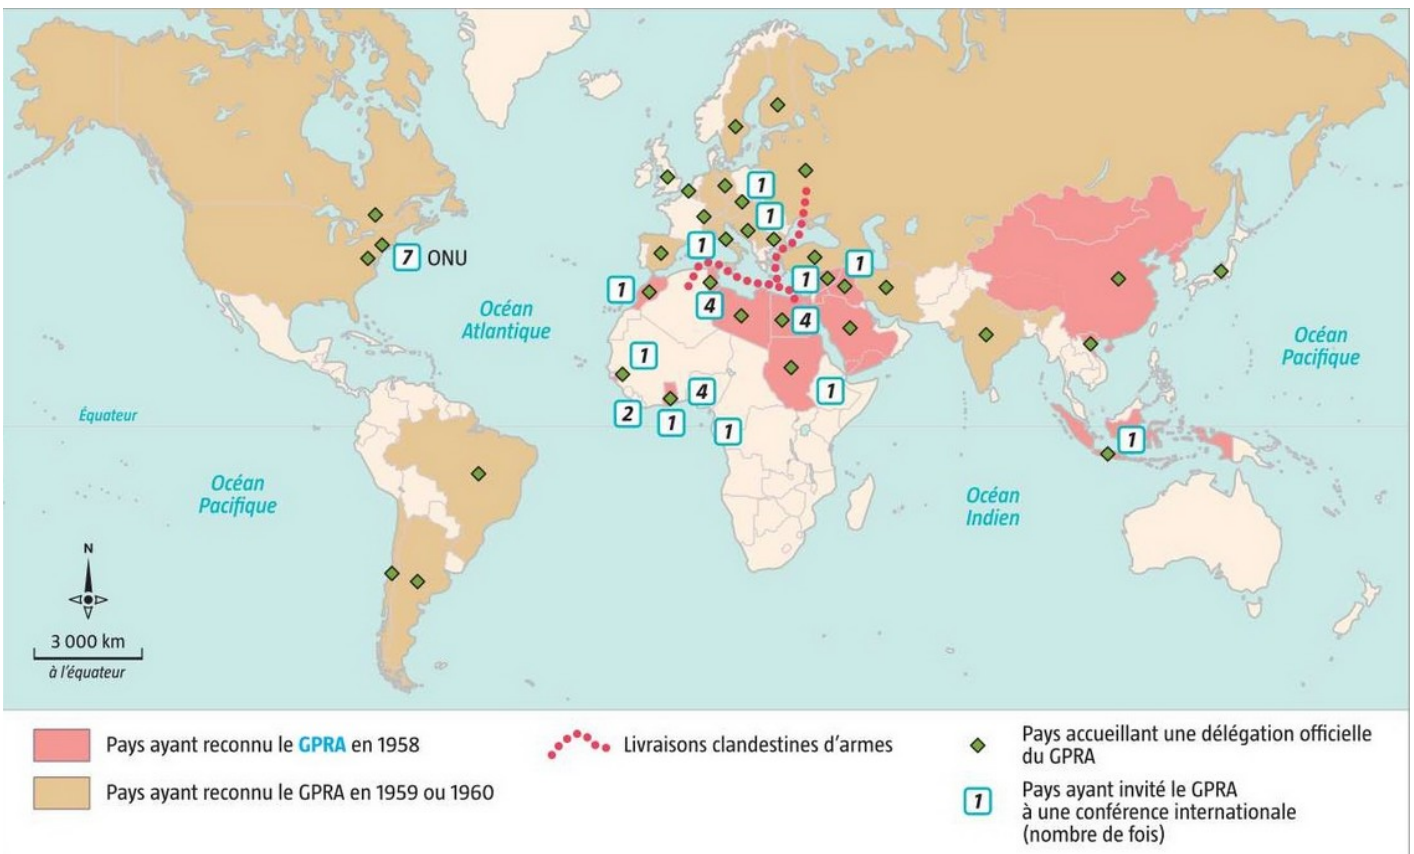 1
1
7 ONU
1
1
1
1
4
4
Océan
Atlantique
Océan
Pacifique
1
4
1
2
1
1
1
Équateur
Océan
Pacifique
Océan
Indien
N
3 000 km
à l'équateur
Pays ayant reconnu le GPRA en 1958
Pays ayant reconnu le GPRA en 1959 ou 1960
Livraisons clandestines d'armes
Pays accueillant une délégation officielle
du GPRA
1
Pays ayant invité le GPRA
à une conférence internationale
(nombre de fois)